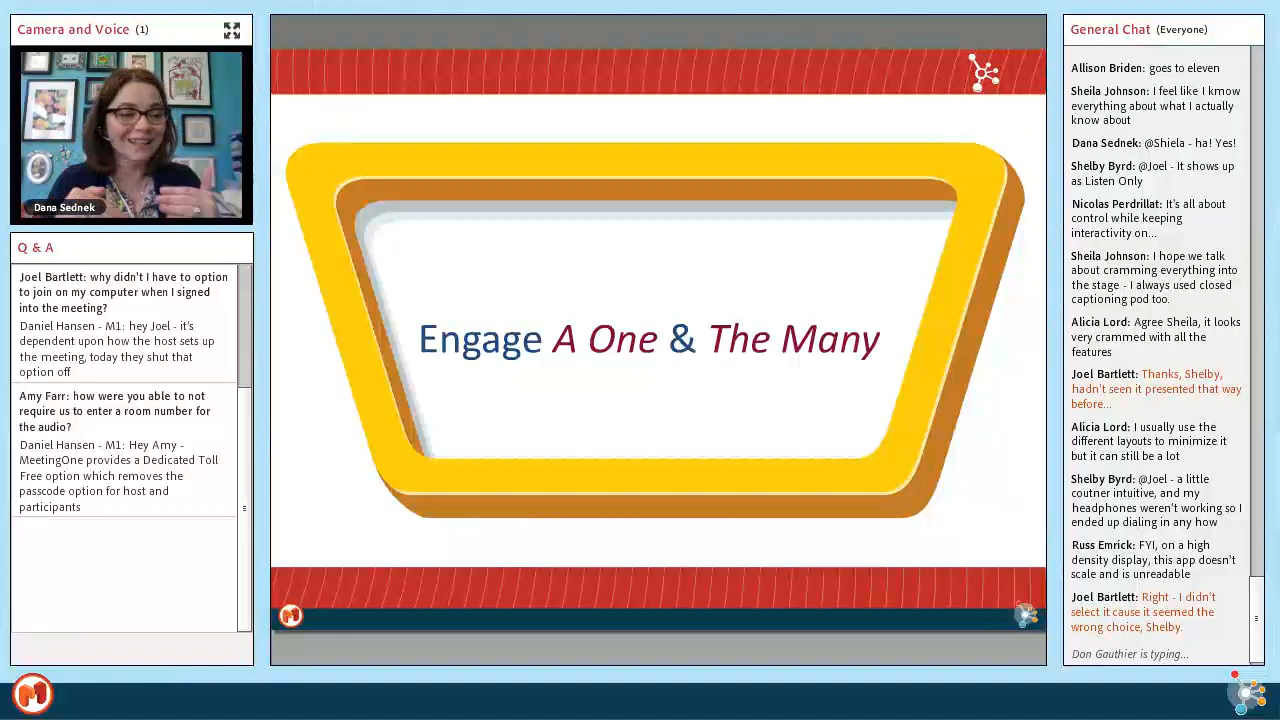 Camera and Voice (1)
Dana Sednek
Q & A
Joel Bartlett: why didn't I have to option
to join on my computer when I signed
into the meeting?
Daniel Hansen - M1: hey Joel - it's
dependent upon how the host sets up
the meeting, today they shut that
option off
Amy Farr: how were you able to not
require us to enter a room number for
the audio?
Daniel Hansen - M1: Hey Amy -
MeetingOne provides a Dedicated Toll
Free option which removes the
passcode option for host and
participants
Engage A One & The Many
General Chat (Everyone)
Allison Briden: goes to eleven
Sheila Johnson: I feel like I kmow
everything about what I actually
know about
Dana Sednek: @Shiela - ha! Yes!
Shelby Byrd: @Joel - It shows up
as Listen Only
Nicolas Perdrillat: It's all about
control while keeping
interactivity on...
Sheila Johnson: I hope we talk
about cramming everything into
the stage - I always used closed
captioning pod too.
Alicia Lord: Agree Sheila, it looks
very crammed with all the
features
Joel Bartlett: Thanks, Shelby,
hadn't seen it presented that way
before...
Alicia Lord: I usually use the
different layouts to minimize it
but it can still be a lot
Shelby Byrd: @Joel - a little
coutner intuitive, and my
headphones weren't working so I
ended up dialing in any how
Russ Emrick: FYI, on a high
density display, this app doesn't
scale and is unreadable
Joel Bartlett: Right - I didn't
select it cause it seemed the
wrong choice, Shelby.
Don Gauthier is typing...